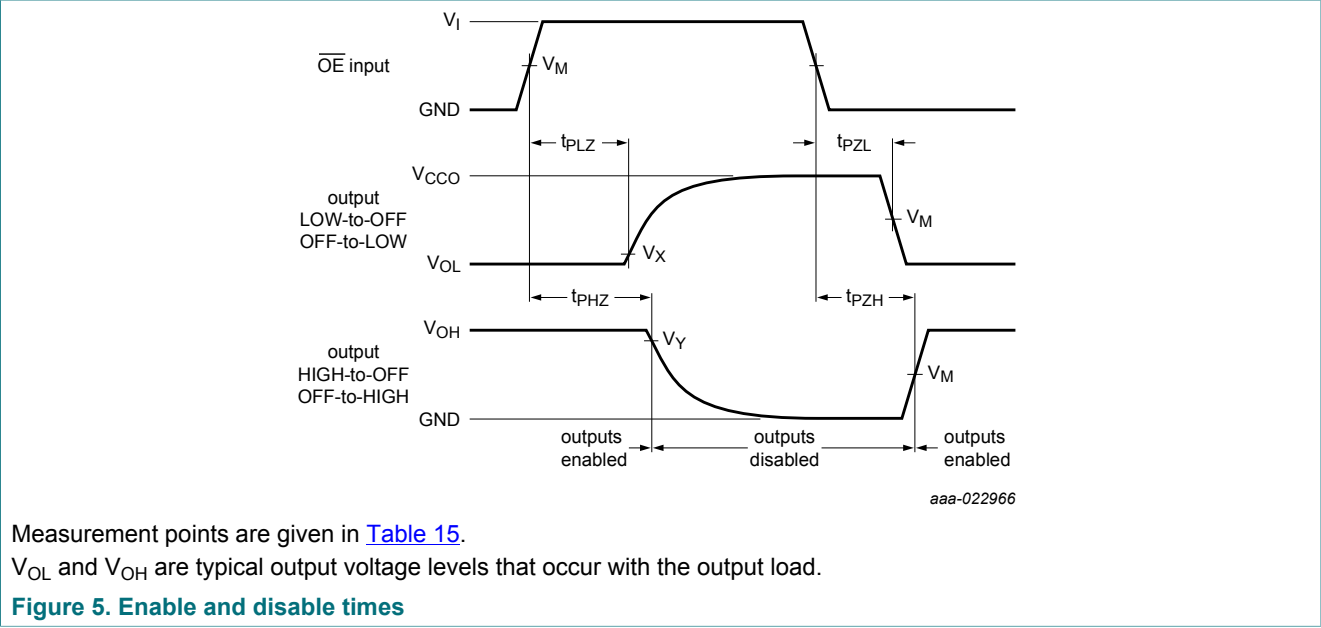 V_I
O̅E̅ input
V_M
GND
t_PLZ
t_PZL
V_CCO
output
LOW-to-OFF
OFF-to-LOW
V_M
V_X
V_OL
t_PHZ
t_PZH
V_OH
V_Y
output
HIGH-to-OFF
OFF-to-HIGH
V_M
GND
outputs
enabled
outputs
disabled
outputs
enabled
aaa-022966
Measurement points are given in Table 15.
V_OL and V_OH are typical output voltage levels that occur with the output load.
Figure 5. Enable and disable times